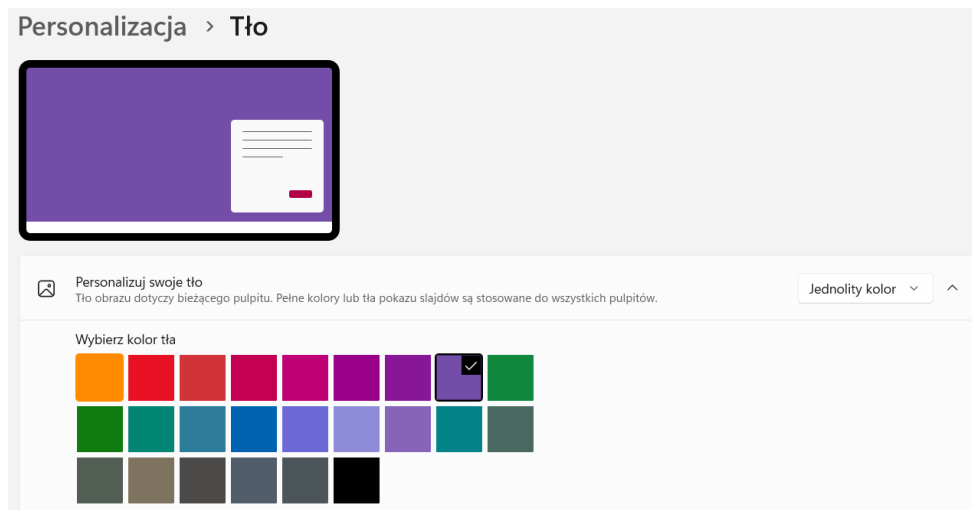 Personalizacja > Tło
Personalizuj swoje tło
Tło obrazu dotyczy bieżącego pulpitu. Pełne kolory lub tła pokazu slajdów są stosowane do wszystkich pulpitów.
Jednolity kolor
Wybierz kolor tła